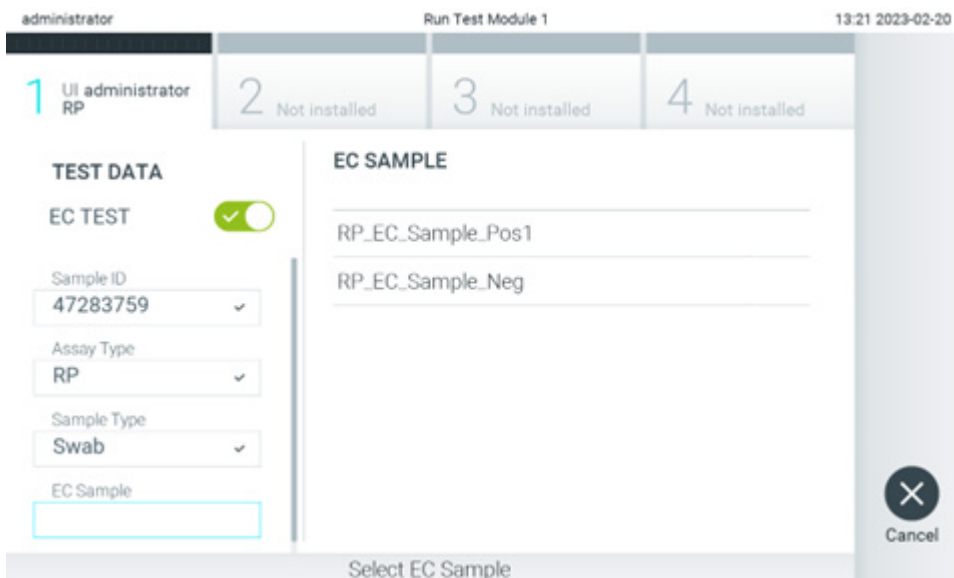 administrator
Run Test Module 1
13:21 2023-02-20
1 UI administrator
RP
2 Not installed
3 Not installed
4 Not installed
TEST DATA
EC TEST
Sample ID
47283759
Assay Type
RP
Sample Type
Swab
EC Sample
EC SAMPLE
RP_EC_Sample_Pos1
RP_EC_Sample_Neg
Cancel
Select EC Sample